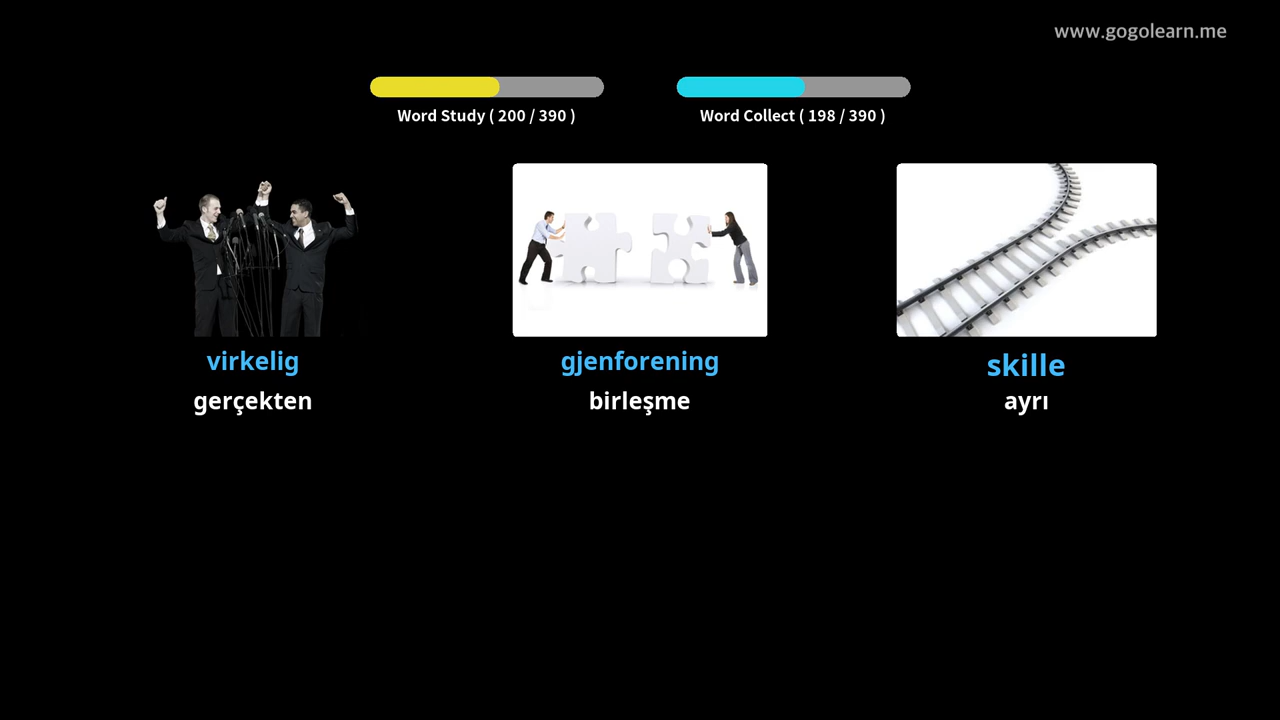 www.gogolearn.me
Word Study ( 200 / 390 )
Word Collect ( 198 / 390 )
virkelig
gerçekten
gjenforening
birleşme
skille
ayrı